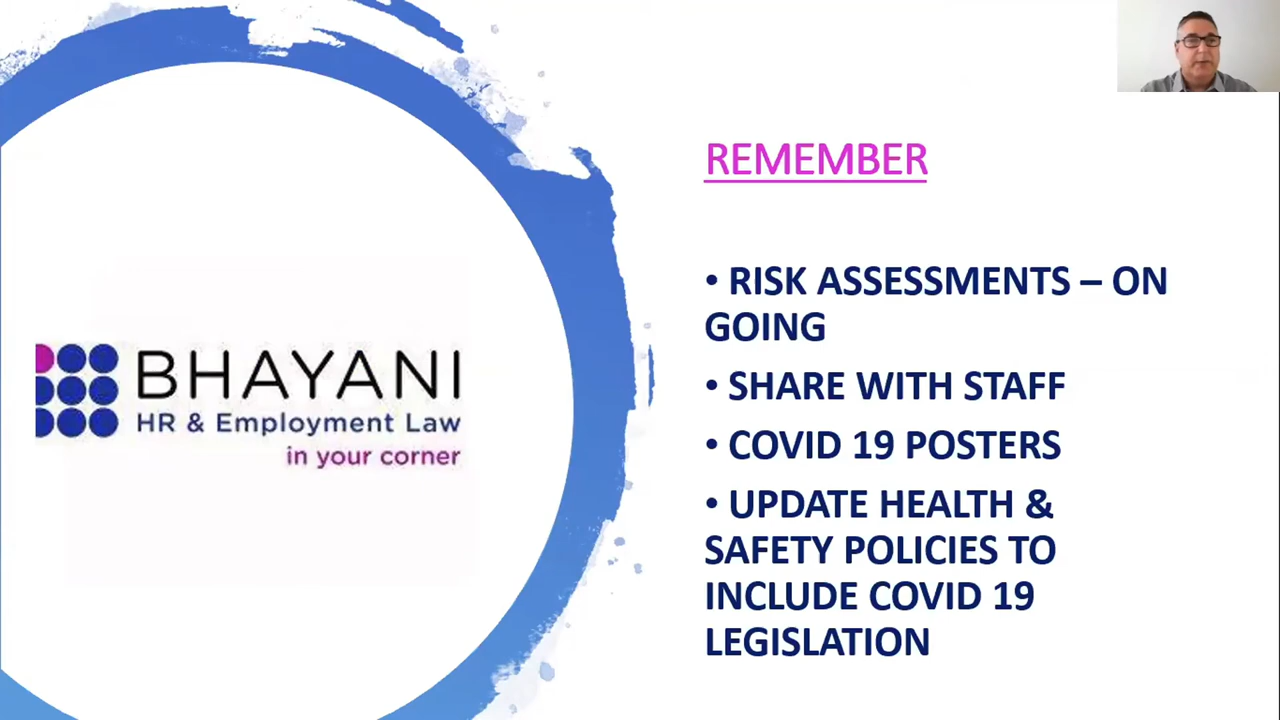 BHAYANI
HR & Employment Law
in your corner
REMEMBER
• RISK ASSESSMENTS – ON
GOING
• SHARE WITH STAFF
• COVID 19 POSTERS
• UPDATE HEALTH &
SAFETY POLICIES TO
INCLUDE COVID 19
LEGISLATION